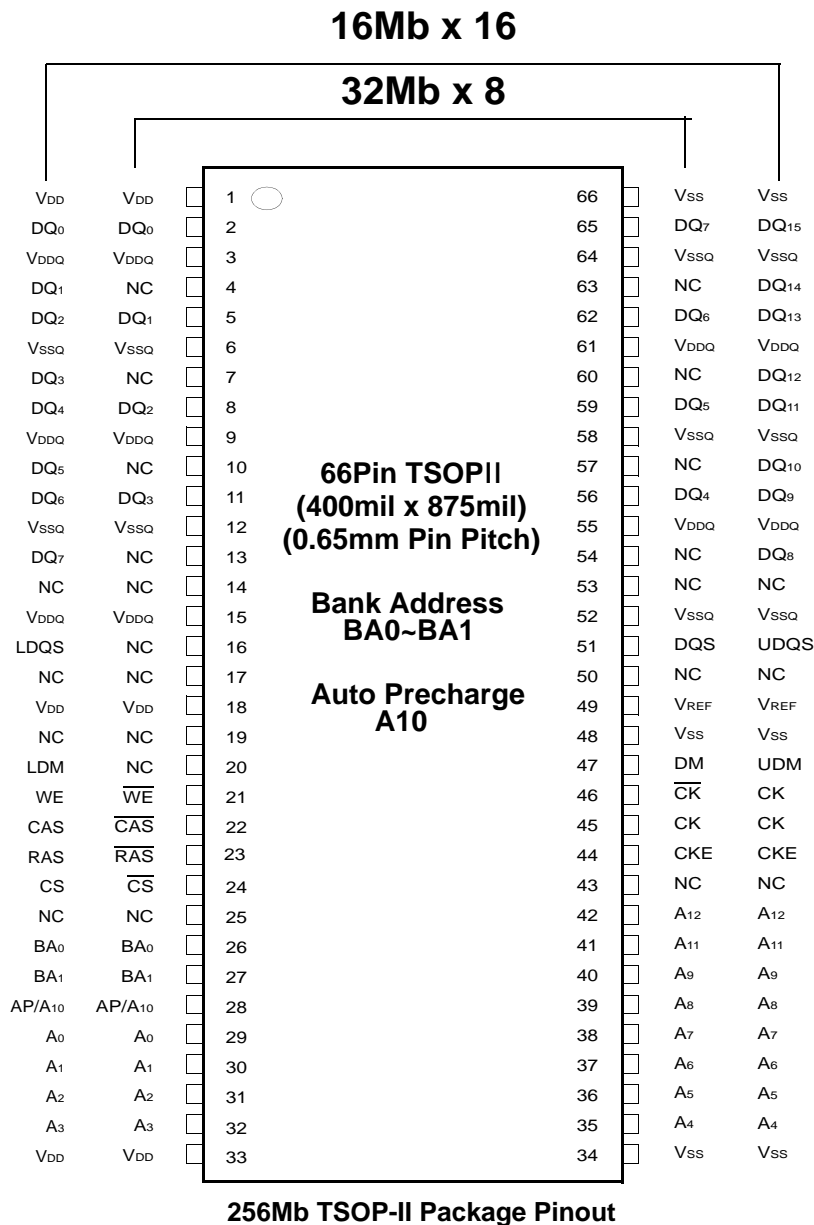 16Mb x 16
32Mb x 8
VDD VDD 1 66 VSS VSS
DQ0 DQ0 2 65 DQ7 DQ15
VDDQ VDDQ 3 64 VSSQ VSSQ
DQ1 NC 4 63 NC DQ14
DQ2 DQ1 5 62 DQ6 DQ13
VSSQ VSSQ 6 61 VDDQ VDDQ
DQ3 NC 7 60 NC DQ12
DQ4 DQ2 8 59 DQ5 DQ11
VDDQ VDDQ 9 58 VSSQ VSSQ
DQ5 NC 10 57 NC DQ10
DQ6 DQ3 11 56 DQ4 DQ9
VSSQ VSSQ 12 55 VDDQ VDDQ
DQ7 NC 13 54 NC DQ8
NC NC 14 53 NC NC
VDDQ VDDQ 15 52 VSSQ VSSQ
LDQS NC 16 51 DQS UDQS
NC NC 17 50 NC NC
VDD VDD 18 49 VREF VREF
NC NC 19 48 VSS VSS
LDM NC 20 47 DM UDM
WE W̅E̅ 21 46 C̅K̅ CK
CAS C̅A̅S̅ 22 45 CK CK
RAS R̅A̅S̅ 23 44 CKE CKE
CS C̅S̅ 24 43 NC NC
NC NC 25 42 A12 A12
BA0 BA0 26 41 A11 A11
BA1 BA1 27 40 A9 A9
AP/A10 AP/A10 28 39 A8 A8
A0 A0 29 38 A7 A7
A1 A1 30 37 A6 A6
A2 A2 31 36 A5 A5
A3 A3 32 35 A4 A4
VDD VDD 33 34 VSS VSS
66Pin TSOPII
(400mil x 875mil)
(0.65mm Pin Pitch)
Bank Address
BA0~BA1
Auto Precharge
A10
256Mb TSOP-II Package Pinout